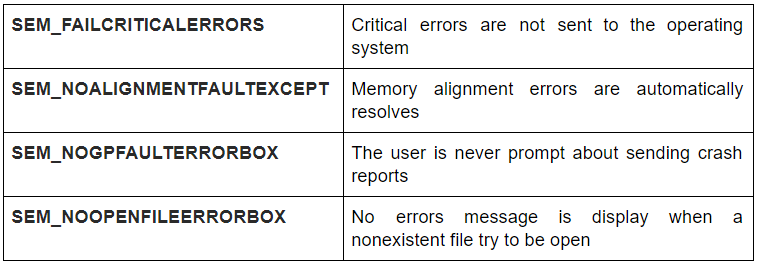 SEM_FAILCRITICALERRORS
Critical errors are not sent to the operating
system
SEM_NOALIGNMENTFAULTEXCEPT
Memory alignment errors are automatically
resolves
SEM_NOGPFAULTERRORBOX
The user is never prompt about sending crash
reports
SEM_NOOPENFILEERRORBOX
No errors message is display when a
nonexistent file try to be open